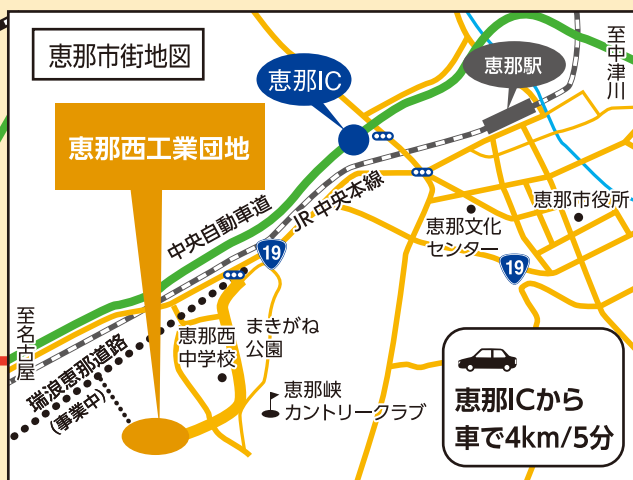 恵那市街地図
恵那IC
恵那駅
至中津川
恵那西工業団地
中央自動車道
JR中央本線
恵那市役所
恵那文化
センター
19
19
至名古屋
瑞浪恵那道路
(事業中)
恵那西
中学校
まきがね
公園
恵那峡
カントリークラブ
恵那ICから
車で4km/5分